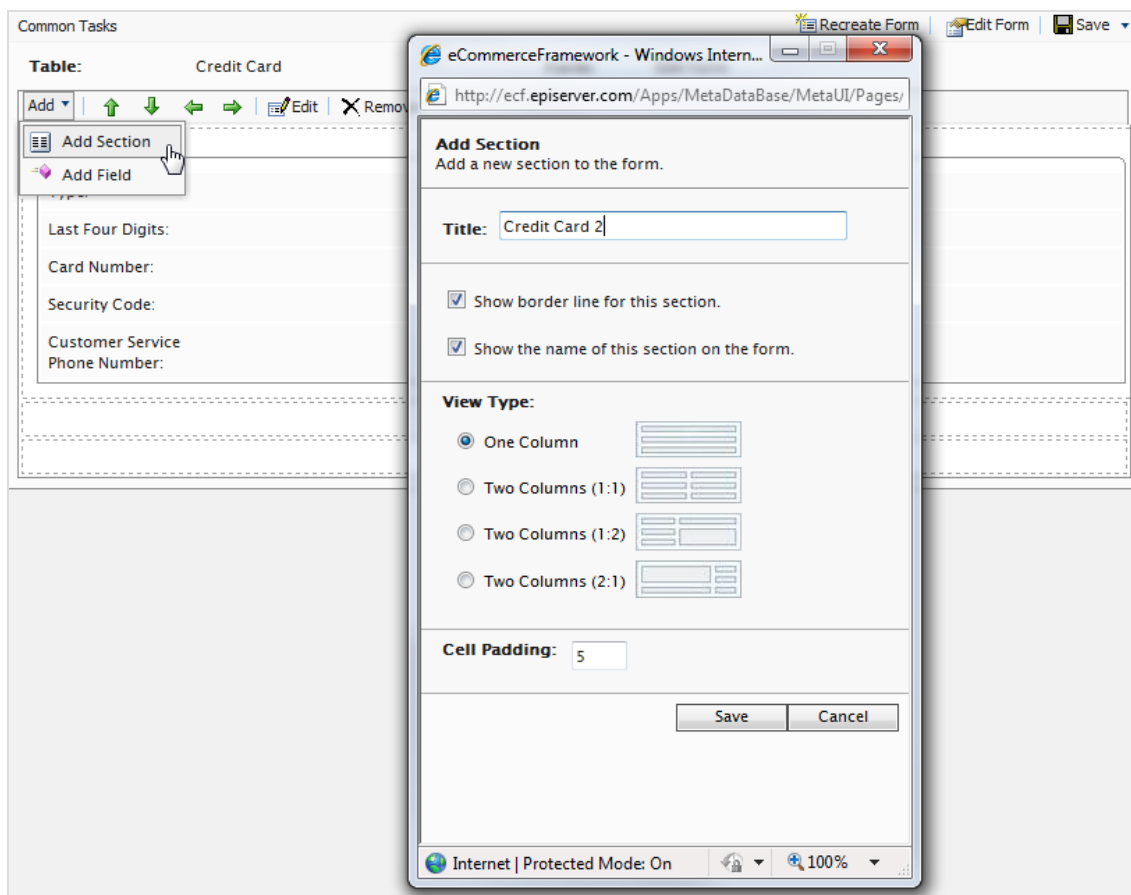 Common Tasks
Recreate Form
Edit Form
Save
Table: Credit Card
Add
Edit
Remov
Add Section
Add Field
Last Four Digits:
Card Number:
Security Code:
Customer Service
Phone Number:
eCommerceFramework - Windows Intern...
http://ecf.episerver.com/Apps/MetaDataBase/MetaUI/Pages/
Add Section
Add a new section to the form.
Title: Credit Card 2
Show border line for this section.
Show the name of this section on the form.
View Type:
One Column
Two Columns (1:1)
Two Columns (1:2)
Two Columns (2:1)
Cell Padding: 5
Save Cancel
Internet | Protected Mode: On 100%